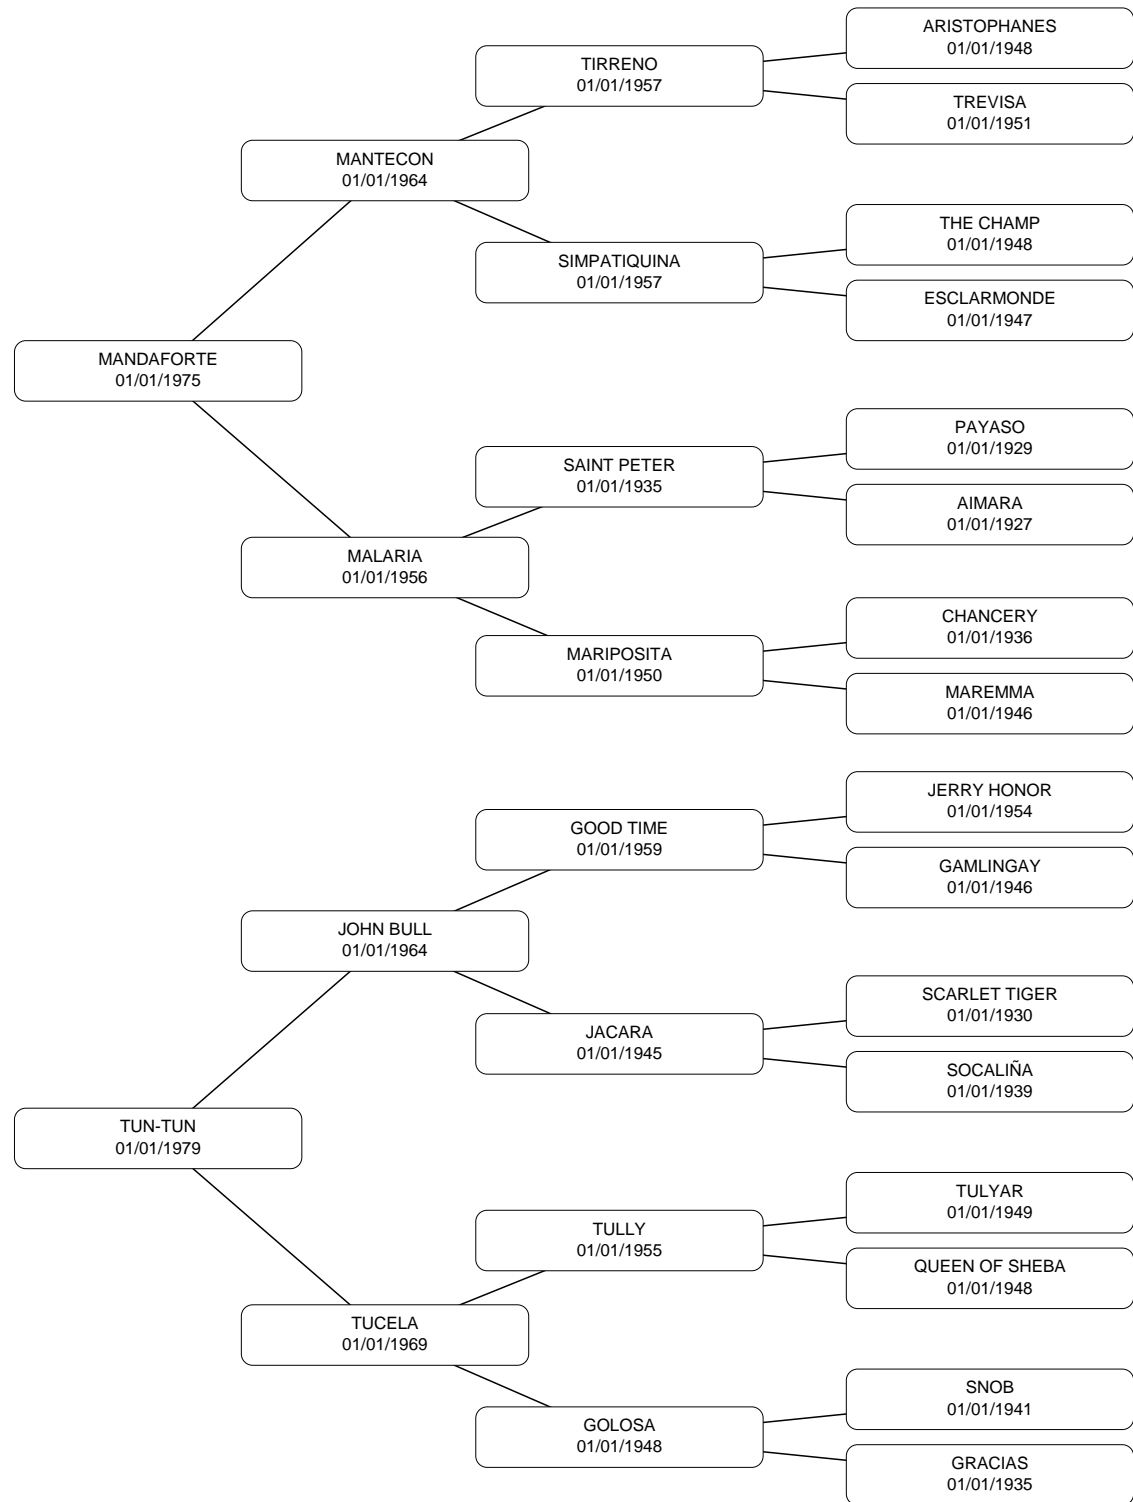 ARISTOPHANES
01/01/1948
TIRRENO
01/01/1957
TREVISA
01/01/1951
MANTECON
01/01/1964
THE CHAMP
01/01/1948
SIMPATIQUINA
01/01/1957
ESCLARMONDE
01/01/1947
MANDAFORTE
01/01/1975
PAYASO
01/01/1929
SAINT PETER
01/01/1935
AIMARA
01/01/1927
MALARIA
01/01/1956
CHANCERY
01/01/1936
MARIPOSITA
01/01/1950
MAREMMA
01/01/1946
JERRY HONOR
01/01/1954
GOOD TIME
01/01/1959
GAMLINGAY
01/01/1946
JOHN BULL
01/01/1964
SCARLET TIGER
01/01/1930
JACARA
01/01/1945
SOCALIÑA
01/01/1939
TUN-TUN
01/01/1979
TULYAR
01/01/1949
TULLY
01/01/1955
QUEEN OF SHEBA
01/01/1948
TUCELA
01/01/1969
SNOB
01/01/1941
GOLOSA
01/01/1948
GRACIAS
01/01/1935